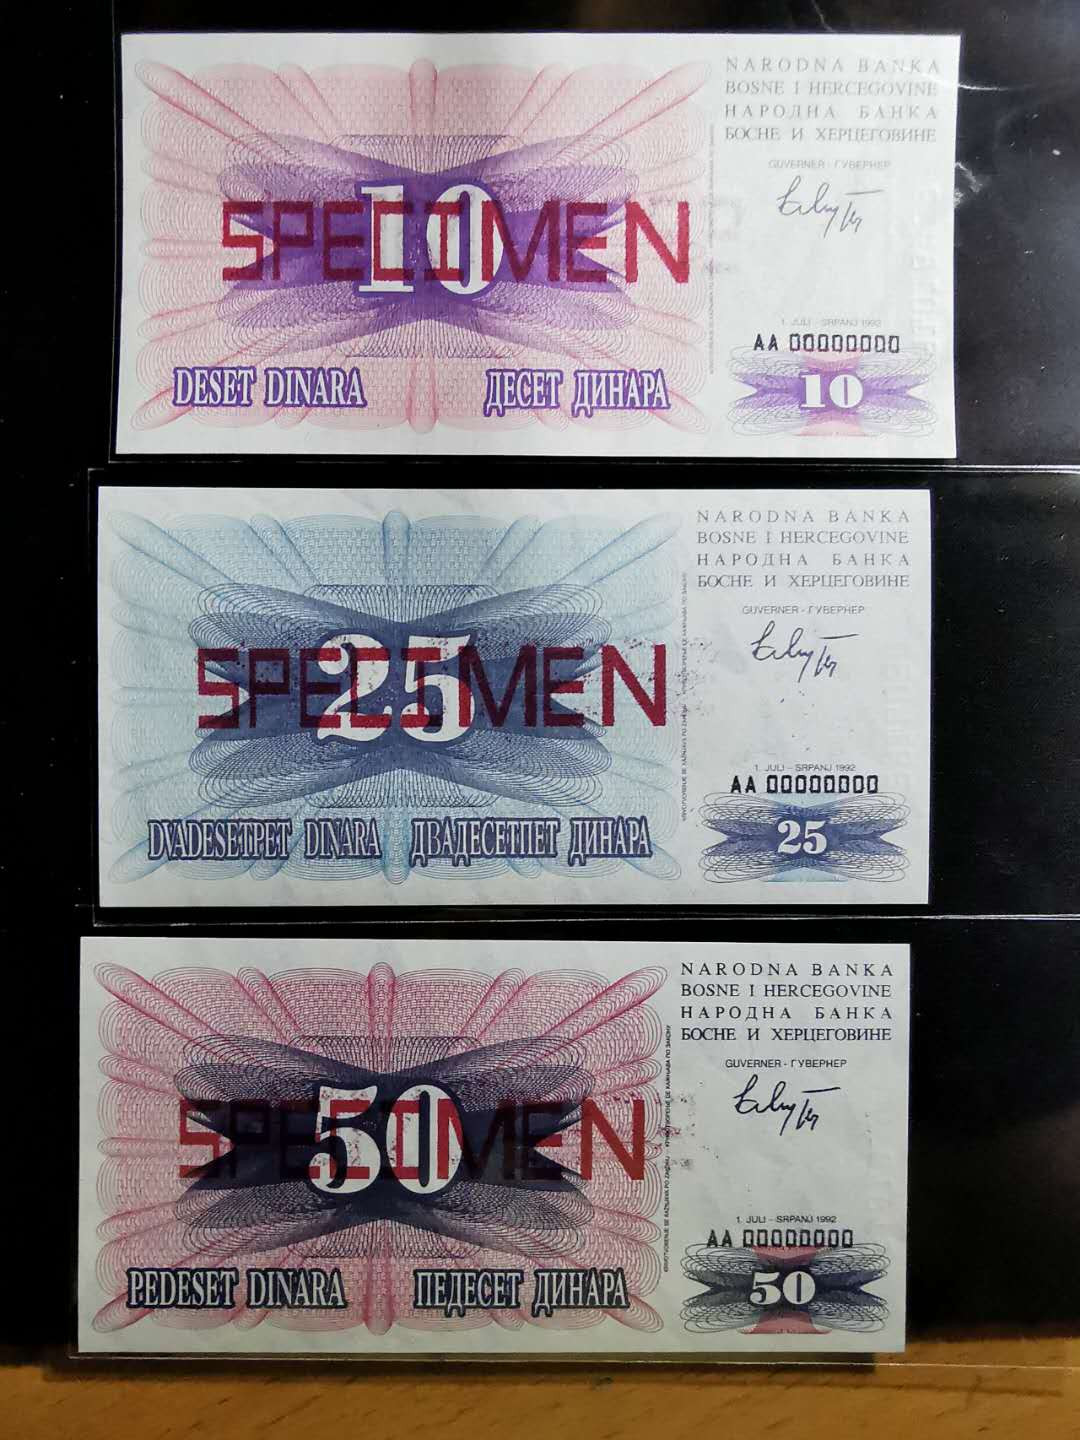 NARODNA BANKA
BOSNE I HERCEGOVINE
НАРОДНА БАНКА
БОСНЕ И ХЕРЦЕГОВИНЕ
GUVERNER - ГУВЕРНЕР
10
SPECIMEN
1. JULI - SRPANJ 1992
AA 00000000
DESET DINARA ДЕСЕТ ДИНАРА
10
NARODNA BANKA
BOSNE I HERCEGOVINE
НАРОДНА БАНКА
БОСНЕ И ХЕРЦЕГОВИНЕ
GUVERNER - ГУВЕРНЕР
25
SPECIMEN
1. JULI - SRPANJ 1992
AA 00000000
DVADESETPET DINARA ДВАДЕСЕТПЕТ ДИНАРА
25
NARODNA BANKA
BOSNE I HERCEGOVINE
НАРОДНА БАНКА
БОСНЕ И ХЕРЦЕГОВИНЕ
GUVERNER - ГУВЕРНЕР
50
SPECIMEN
1. JULI - SRPANJ 1992
AA 00000000
PEDESET DINARA ПЕДЕСЕТ ДИНАРА
50